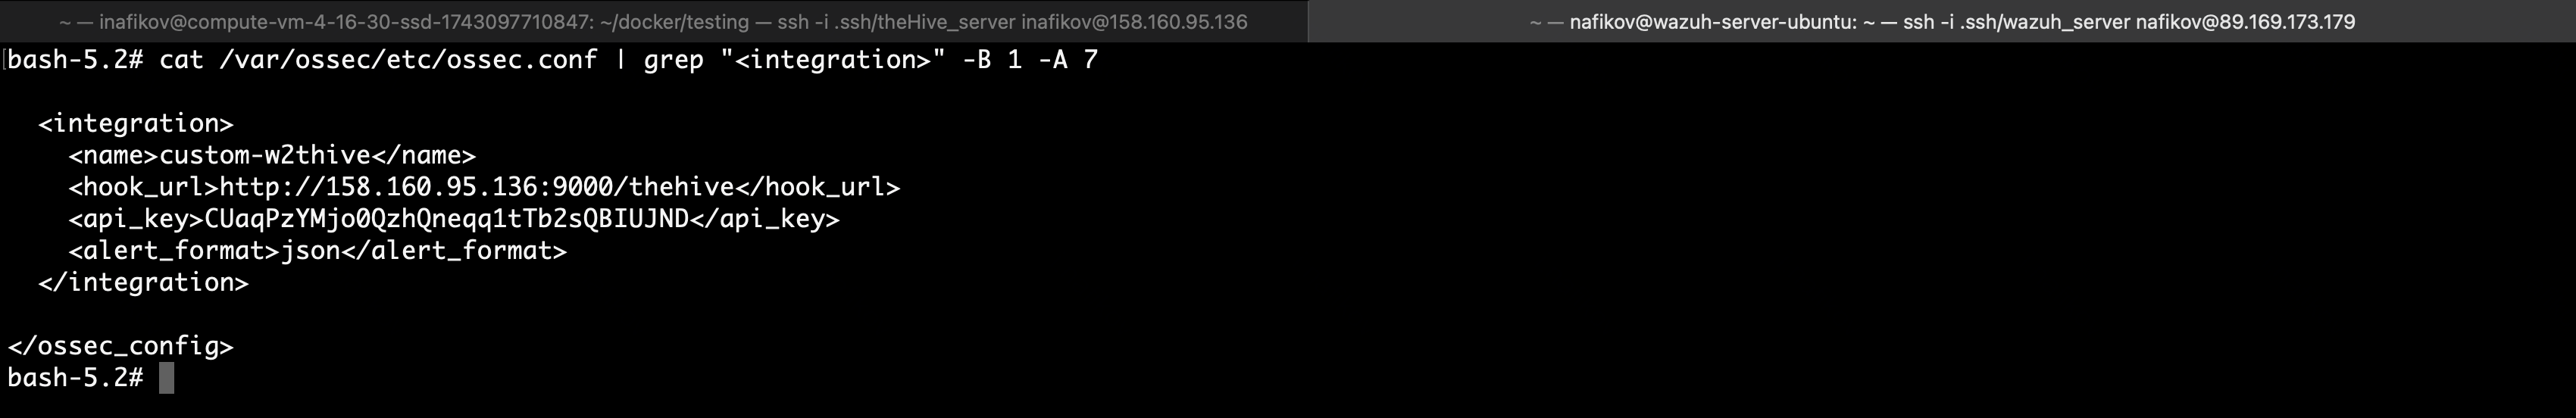 ~ — inafikov@compute-vm-4-16-30-ssd-1743097710847: ~/docker/testing — ssh -i .ssh/theHive_server inafikov@158.160.95.136
~ — nafikov@wazuh-server-ubuntu: ~ — ssh -i .ssh/wazuh_server nafikov@89.169.173.179
bash-5.2# cat /var/ossec/etc/ossec.conf | grep "<integration>" -B 1 -A 7
<integration>
<name>custom-w2thive</name>
<hook_url>http://158.160.95.136:9000/thehive</hook_url>
<api_key>CUaqPzYMjo0QzhQneqq1tTb2sQBIUJND</api_key>
<alert_format>json</alert_format>
</integration>
</ossec_config>
bash-5.2#